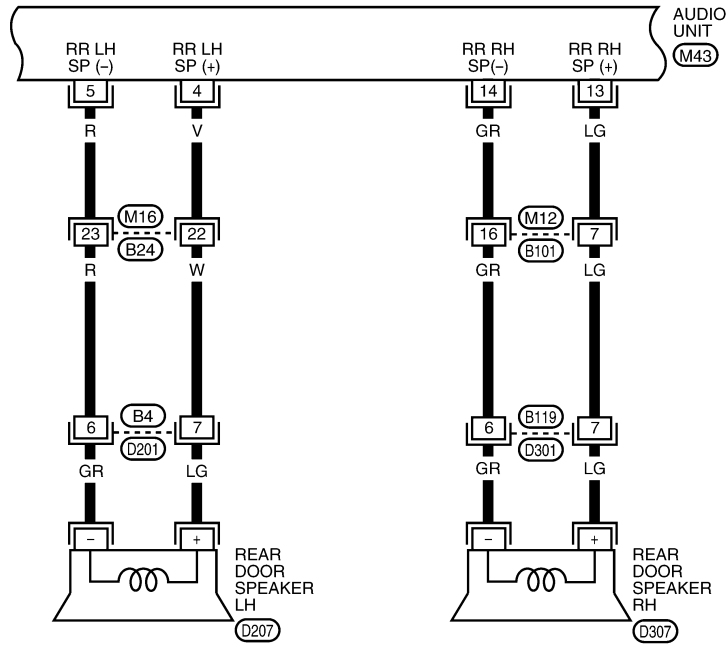 AUDIO
UNIT
M43
RR LH
SP (–)
RR LH
SP (+)
RR RH
SP(–)
RR RH
SP (+)
5
4
14
13
R
V
GR
LG
M16
M12
23
22
16
7
B24
B101
R
W
GR
LG
B4
B119
6
7
6
7
D201
D301
GR
LG
GR
LG
–
+
–
+
REAR
DOOR
SPEAKER
LH
D207
REAR
DOOR
SPEAKER
RH
D307